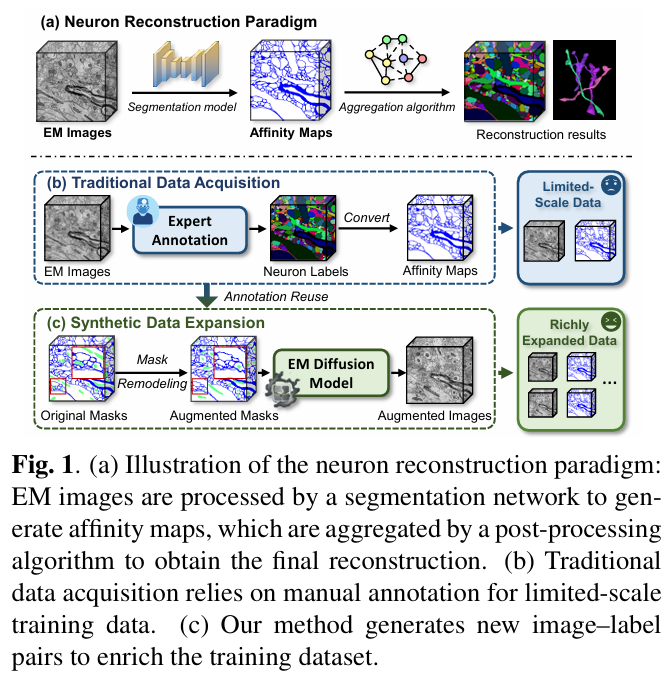 (a) Neuron Reconstruction Paradigm
Segmentation model
Aggregation algorithm
EM Images
Affinity Maps
Reconstruction results
(b) Traditional Data Acquisition
Expert
Annotation
Convert
EM Images
Neuron Labels
Affinity Maps
Limited-
Scale Data
Annotation Reuse
(c) Synthetic Data Expansion
Mask
Remodeling
EM Diffusion
Model
Original Masks
Augmented Masks
Augmented Images
Richly
Expanded Data
...
Fig. 1. (a) Illustration of the neuron reconstruction paradigm:
EM images are processed by a segmentation network to gen-
erate affinity maps, which are aggregated by a post-processing
algorithm to obtain the final reconstruction. (b) Traditional
data acquisition relies on manual annotation for limited-scale
training data. (c) Our method generates new image–label
pairs to enrich the training dataset.